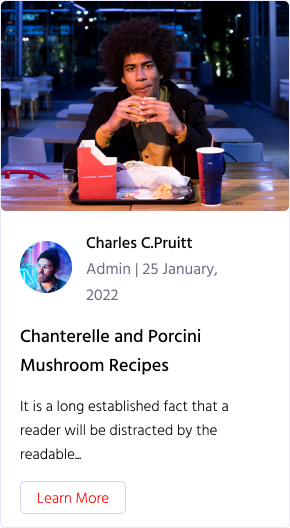 Charles C.Pruitt
Admin | 25 January,
2022
Chanterelle and Porcini
Mushroom Recipes
It is a long established fact that a
reader will be distracted by the
readable...
Learn More